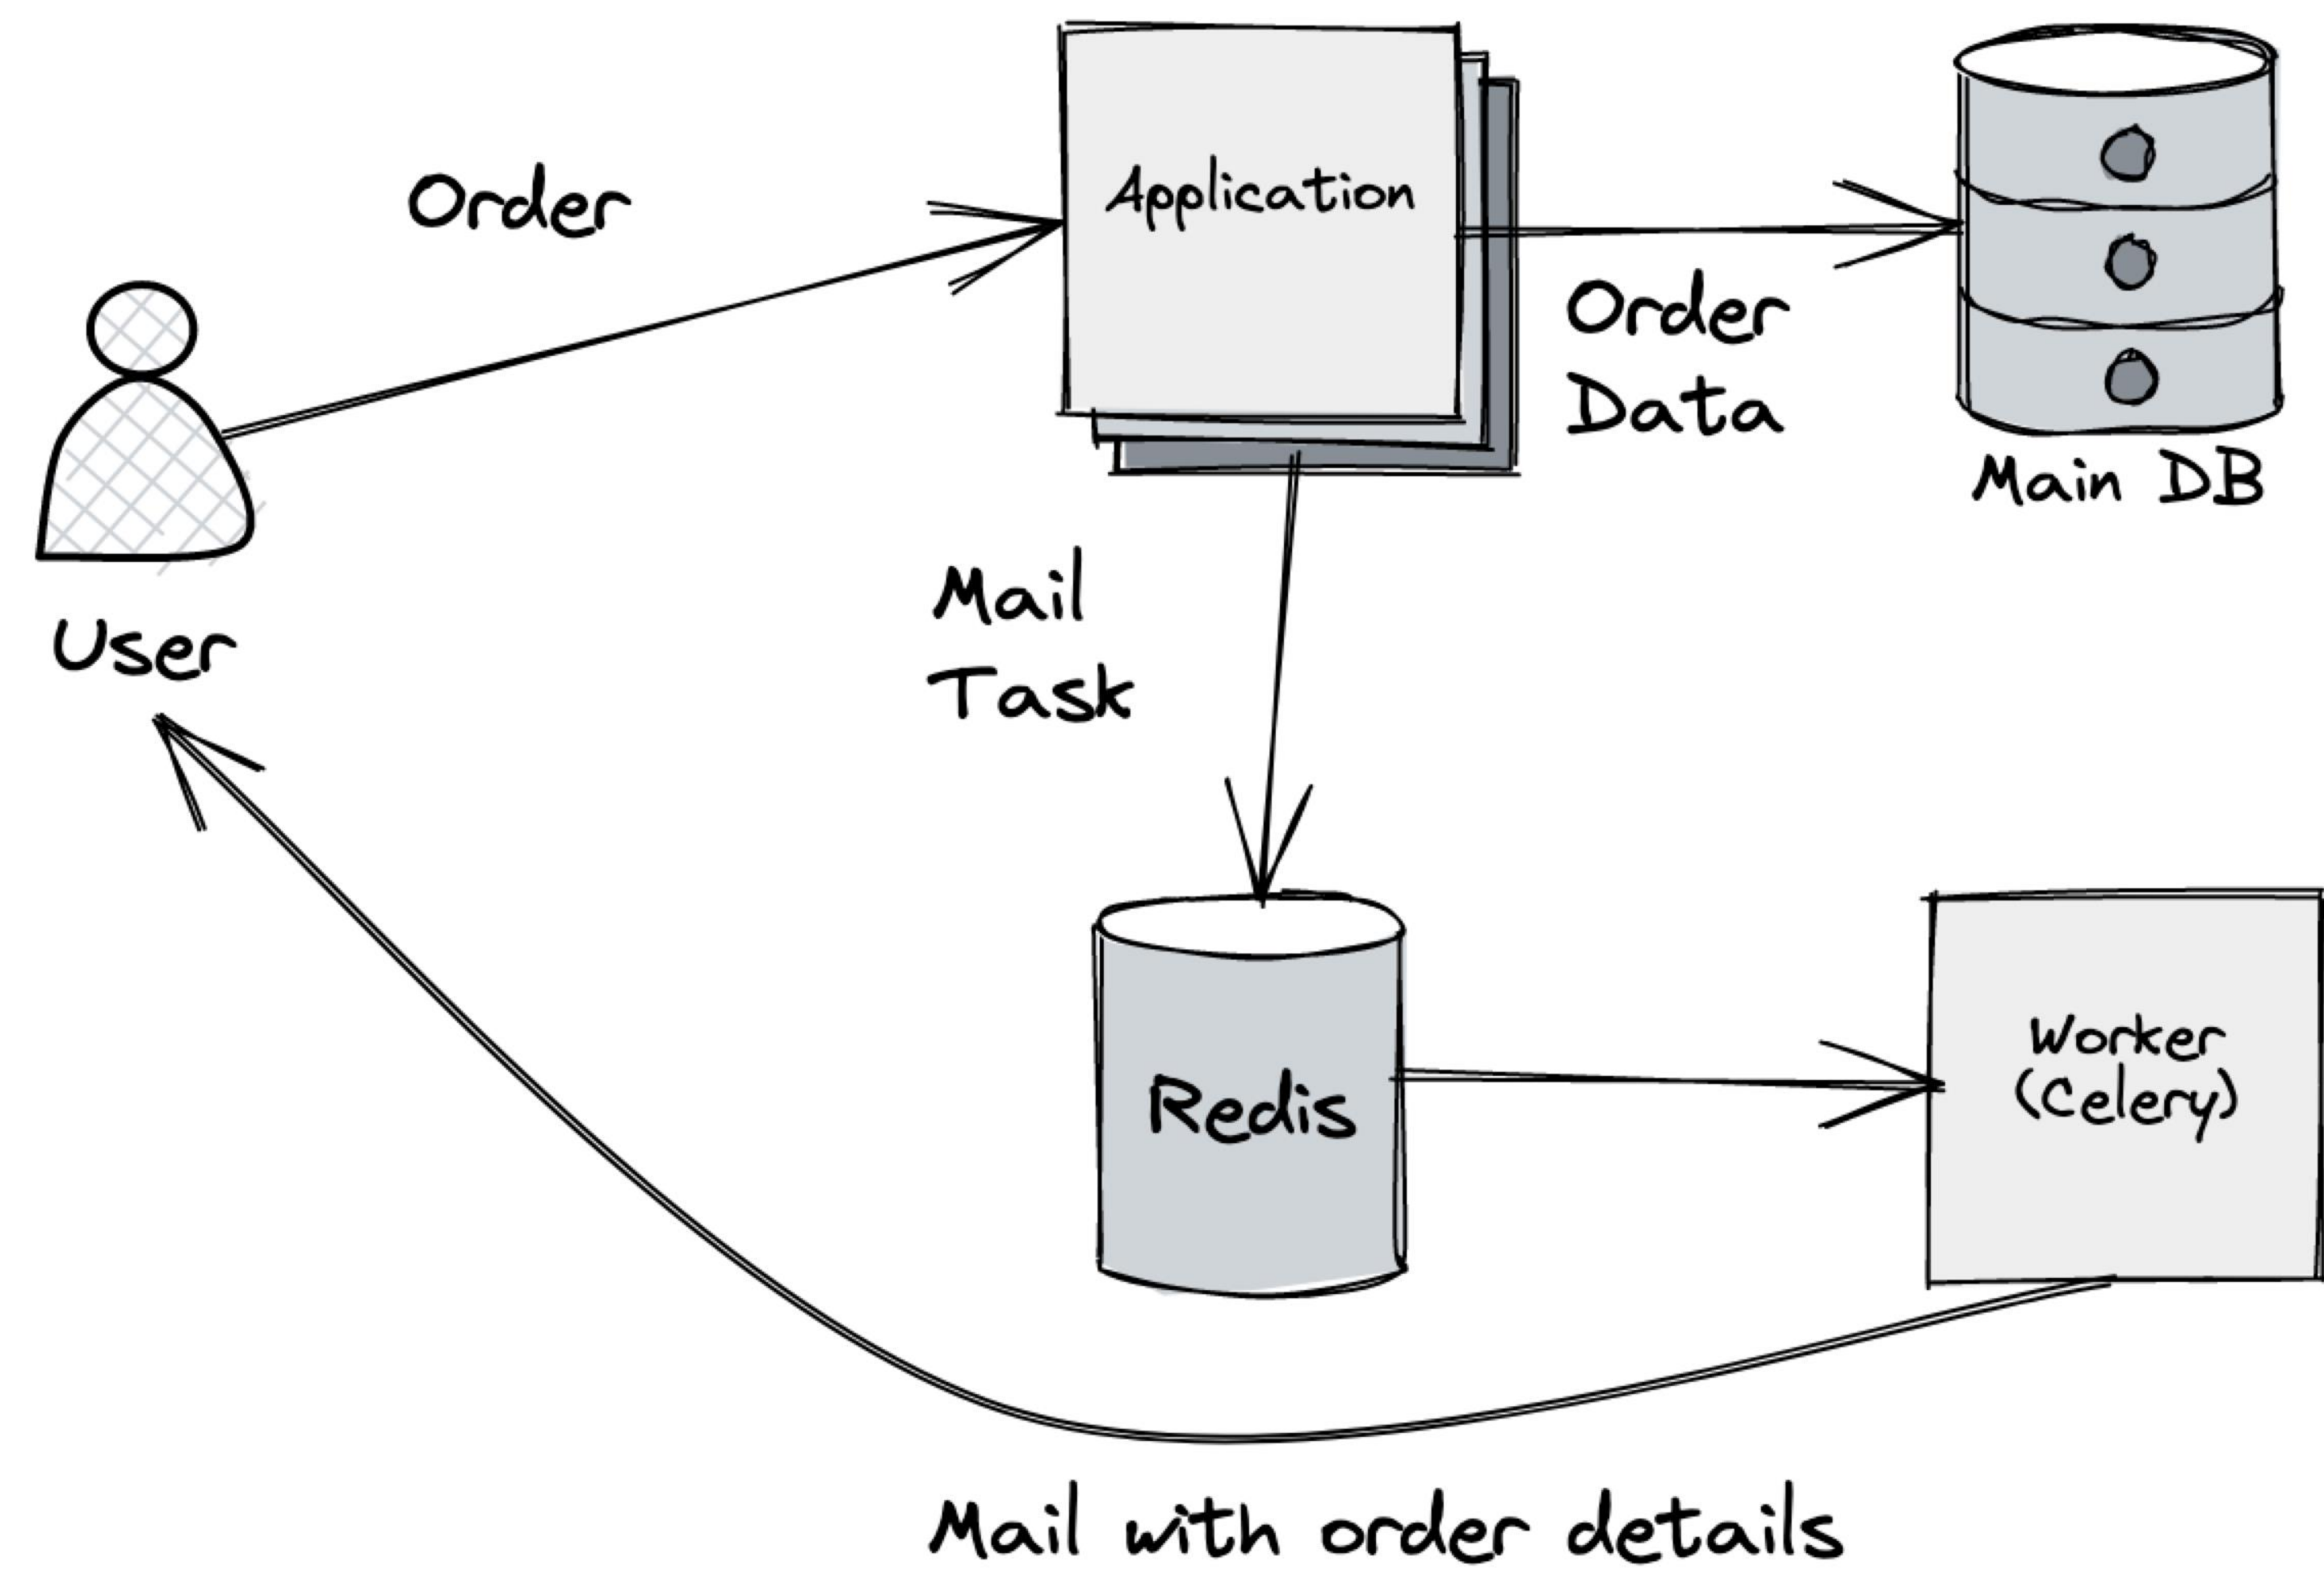 Order
Application
Order
Data
Main DB
User
Mail
Task
Redis
Worker
(Celery)
Mail with order details